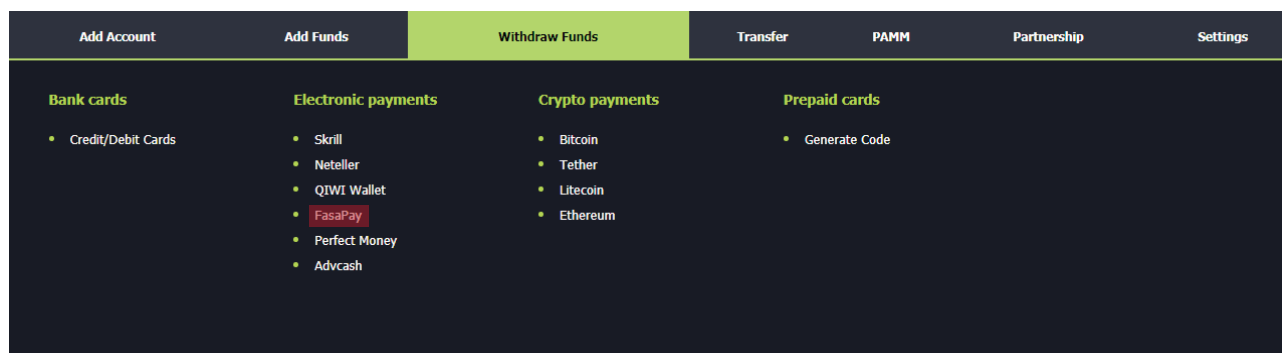 Add Account Add Funds Withdraw Funds Transfer PAMM Partnership Settings
Bank cards
Credit/Debit Cards
Electronic payments
Skrill
Neteller
QIWI Wallet
FasaPay
Perfect Money
Advcash
Crypto payments
Bitcoin
Tether
Litecoin
Ethereum
Prepaid cards
Generate Code